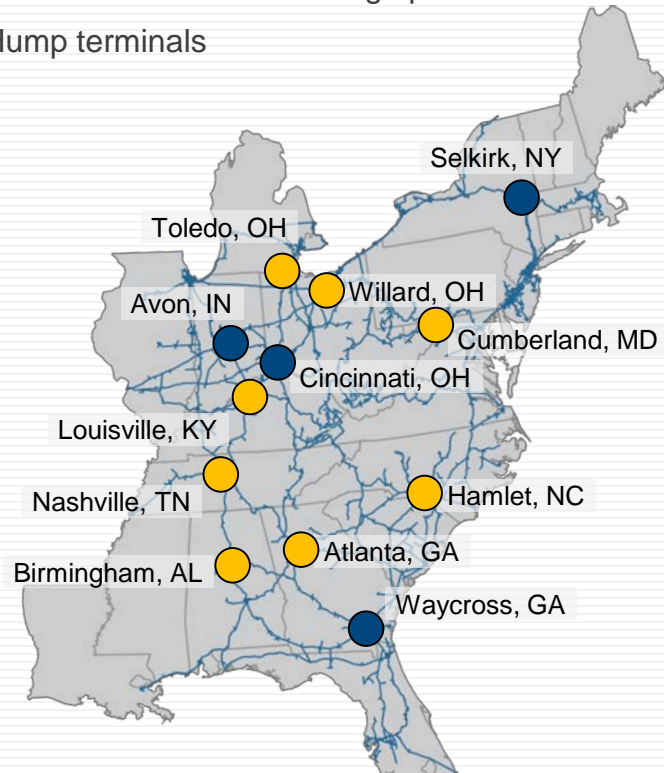 Hump terminals
Selkirk, NY
Toledo, OH
Willard, OH
Avon, IN
Cumberland, MD
Cincinnati, OH
Louisville, KY
Nashville, TN
Hamlet, NC
Atlanta, GA
Birmingham, AL
Waycross, GA